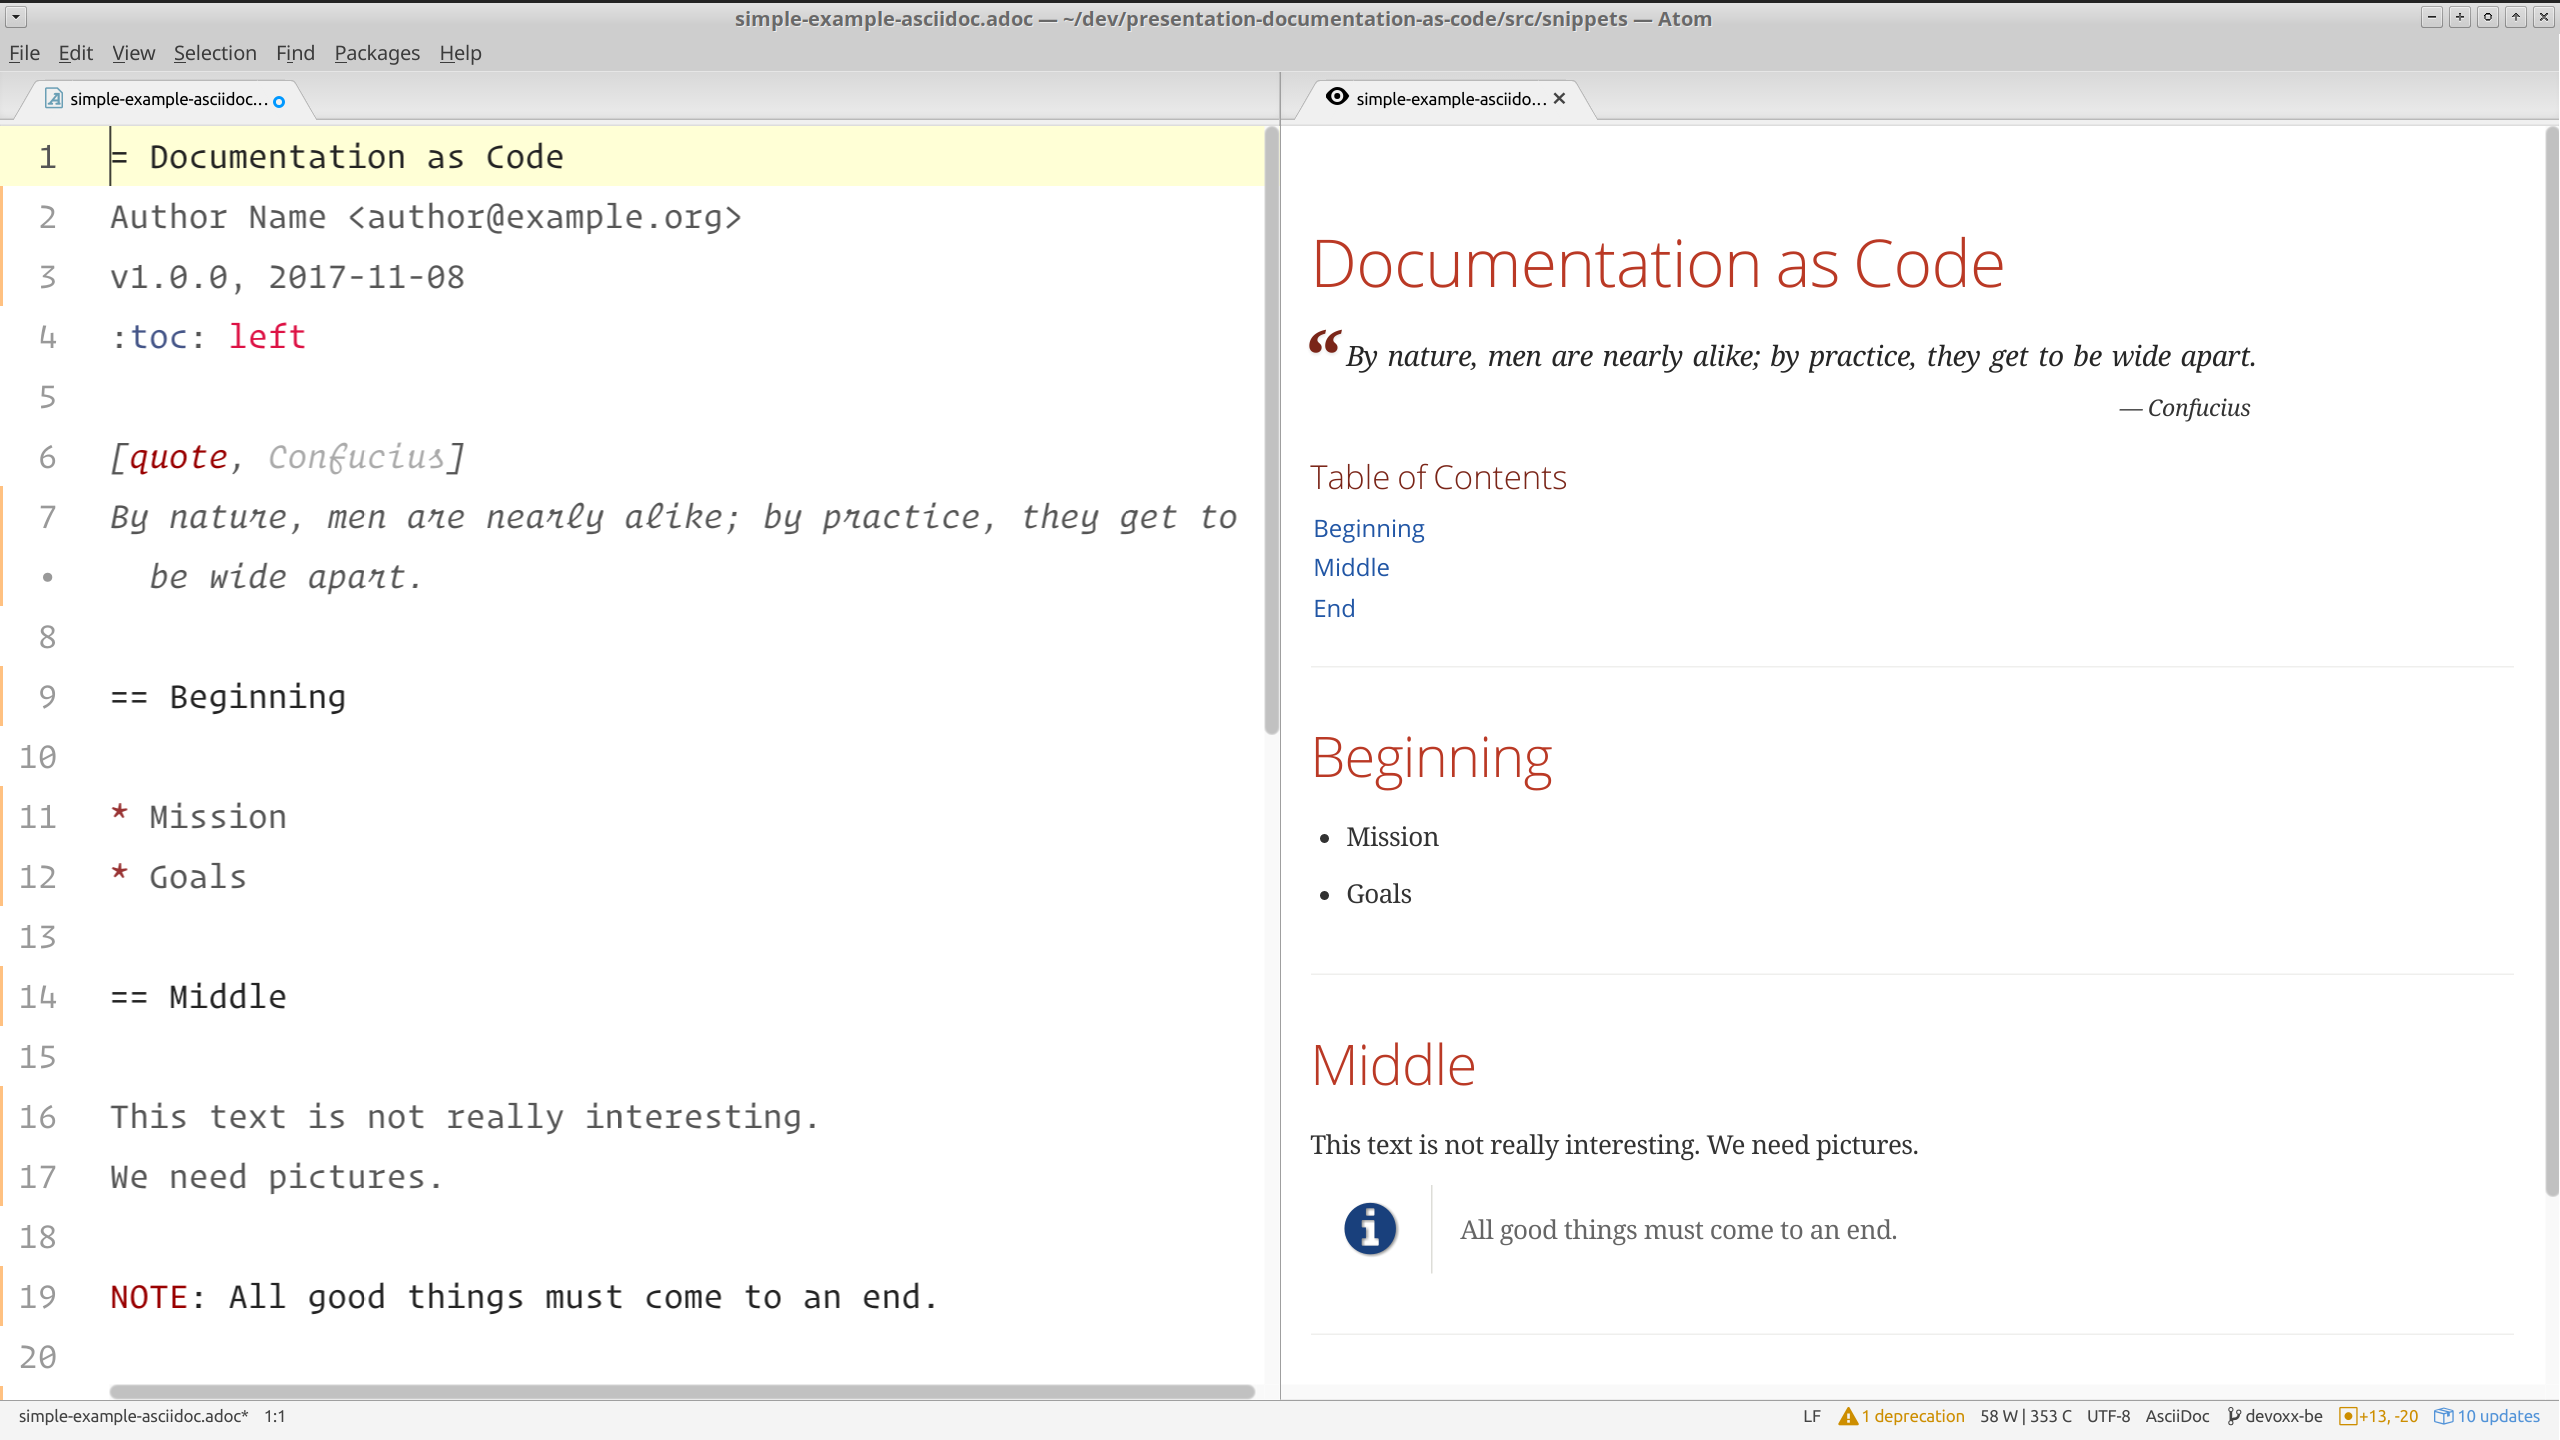 simple-example-asciidoc.adoc — ~/dev/presentation-documentation-as-code/src/snippets — Atom
File Edit View Selection Find Packages Help
simple-example-asciidoc...
1 = Documentation as Code
2 Author Name <author@example.org>
3 v1.0.0, 2017-11-08
4 :toc: left
5
6 [quote, Confucius]
7 By nature, men are nearly alike; by practice, they get to
• be wide apart.
8
9 == Beginning
10
11 * Mission
12 * Goals
13
14 == Middle
15
16 This text is not really interesting.
17 We need pictures.
18
19 NOTE: All good things must come to an end.
20
simple-example-asciido...
Documentation as Code
“ By nature, men are nearly alike; by practice, they get to be wide apart.
— Confucius
Table of Contents
Beginning
Middle
End
Beginning
• Mission
• Goals
Middle
This text is not really interesting. We need pictures.
All good things must come to an end.
simple-example-asciidoc.adoc* 1:1
LF 1 deprecation 58 W | 353 C UTF-8 AsciiDoc devoxx-be +13, -20 10 updates